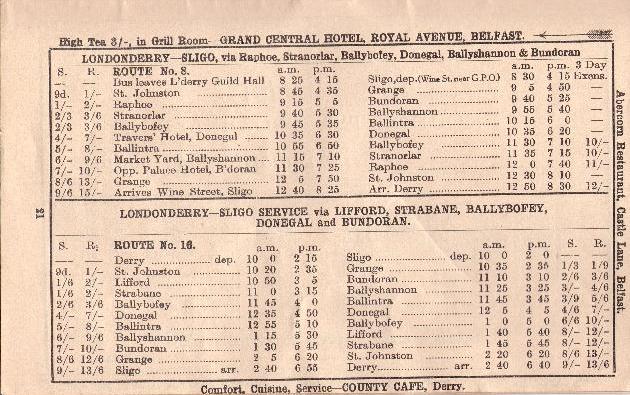 High Tea 3/-, in Grill Room- GRAND CENTRAL HOTEL, ROYAL AVENUE, BELFAST.
LONDONDERRY—SLIGO, via Raphoe, Stranorlar, Ballybofey, Donegal, Ballyshannon & Bundoran
S. R. ROUTE No. 8. a.m. p.m.
— — Bus leaves L'derry Guild Hall 8 25 4 15
9d. 1/- St. Johnston 8 45 4 35
1/- 2/- Raphoe 9 15 5 5
2/3 3/6 Stranorlar 9 40 5 30
2/3 3/6 Ballybofey 9 45 5 35
4/- 7/- Travers' Hotel, Donegal 10 35 6 30
5/- 8/- Ballintra 10 55 6 50
6/- 9/6 Market Yard, Ballyshannon 11 15 7 10
7/- 10/- Opp. Palace Hotel, B'doran 11 30 7 25
8/6 13/- Grange 12 5 7 50
9/6 15/- Arrives Wine Street, Sligo 12 40 8 25
a.m. p.m. 3 Day
Sligo, dep. (Wine St. near G.P.O.) 8 30 4 15 Excns.
Grange 9 5 4 50 —
Bundoran 9 40 5 25 —
Ballyshannon 9 55 5 40 —
Ballintra 10 15 6 0 —
Donegal 10 35 6 20 —
Ballybofey 11 30 7 10 10/-
Stranorlar 11 35 7 15 10/-
Raphoe 12 0 7 40 11/-
St. Johnston 12 30 8 10 —
Arr. Derry 12 50 8 30 12/-
LONDONDERRY—SLIGO SERVICE via LIFFORD, STRABANE, BALLYBOFEY,
DONEGAL and BUNDORAN.
S. R. ROUTE No. 16. a.m. p.m.
— — Derry dep. 10 0 2 15
9d. 1/- St. Johnston 10 20 2 35
1/6 2/- Lifford 10 50 3 5
1/6 2/- Strabane 11 0 3 15
2/6 3/6 Ballybofey 11 45 4 0
4/- 7/- Donegal 12 35 4 50
5/- 8/- Ballintra 12 55 5 10
6/- 9/6 Ballyshannon 1 15 5 30
7/- 10/- Bundoran 1 30 5 45
8/6 12/6 Grange 2 5 6 20
9/- 13/6 Sligo arr. 2 40 6 55
a.m. p.m. S. R.
Sligo dep. 10 0 2 0 — —
Grange 10 35 2 35 1/3 1/9
Bundoran 11 10 3 10 2/6 3/6
Ballyshannon 11 25 3 25 3/- 4/6
Ballintra 11 45 3 45 3/9 5/6
Donegal 12 5 4 5 4/6 7/-
Ballybofey 1 0 5 0 6/6 10/-
Lifford 1 40 5 40 8/- 12/-
Strabane 1 45 5 45 8/- 12/-
St. Johnston 2 20 6 20 8/6 13/-
Derry arr. 2 40 6 40 9/- 13/6
Comfort, Cuisine, Service—COUNTY CAFE, Derry.
Abercorn Restaurant, Castle Lane, Belfast.